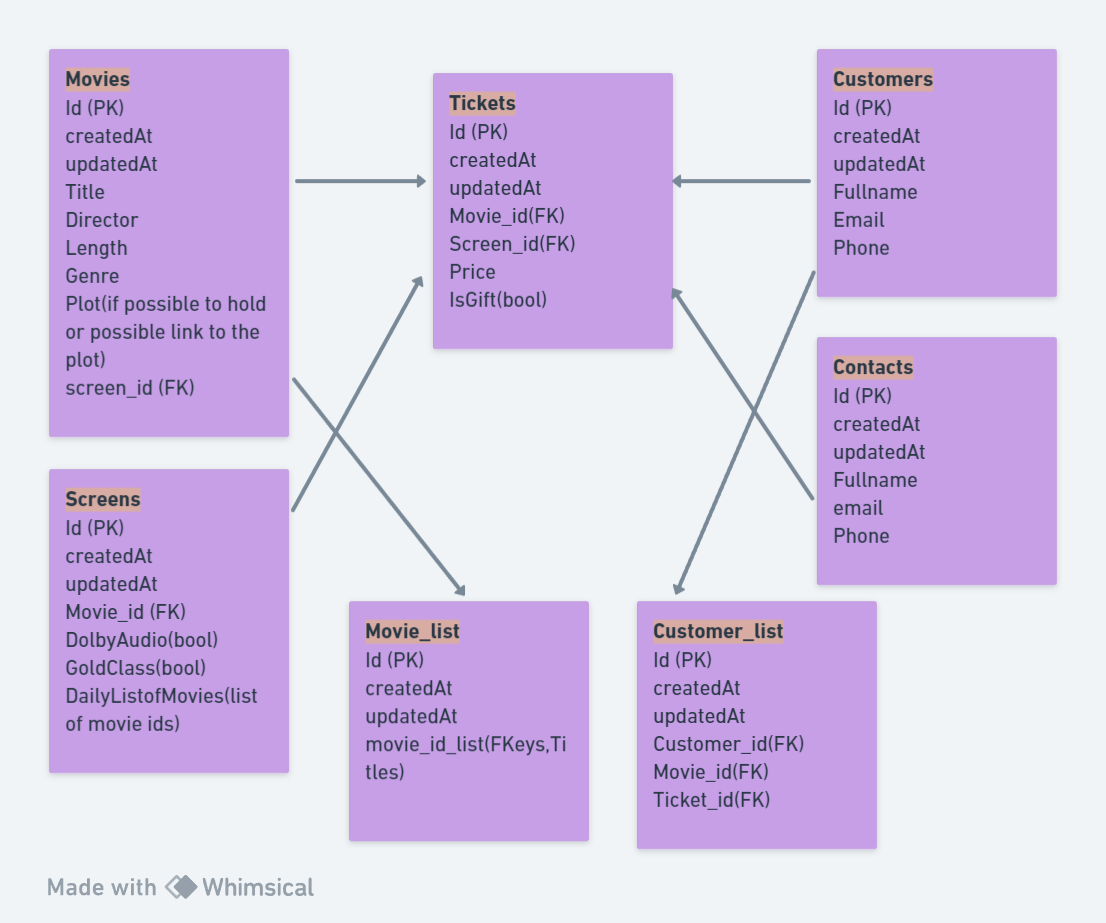 Movies
Id (PK)
createdAt
updatedAt
Title
Director
Length
Genre
Plot(if possible to hold
or possible link to the
plot)
screen_id (FK)
Tickets
Id (PK)
createdAt
updatedAt
Movie_id(FK)
Screen_id(FK)
Price
IsGift(bool)
Customers
Id (PK)
createdAt
updatedAt
Fullname
Email
Phone
Contacts
Id (PK)
createdAt
updatedAt
Fullname
email
Phone
Screens
Id (PK)
createdAt
updatedAt
Movie_id (FK)
DolbyAudio(bool)
GoldClass(bool)
DailyListofMovies(list
of movie ids)
Movie_list
Id (PK)
createdAt
updatedAt
movie_id_list(FKeys,Ti
tles)
Customer_list
Id (PK)
createdAt
updatedAt
Customer_id(FK)
Movie_id(FK)
Ticket_id(FK)
Made with Whimsical